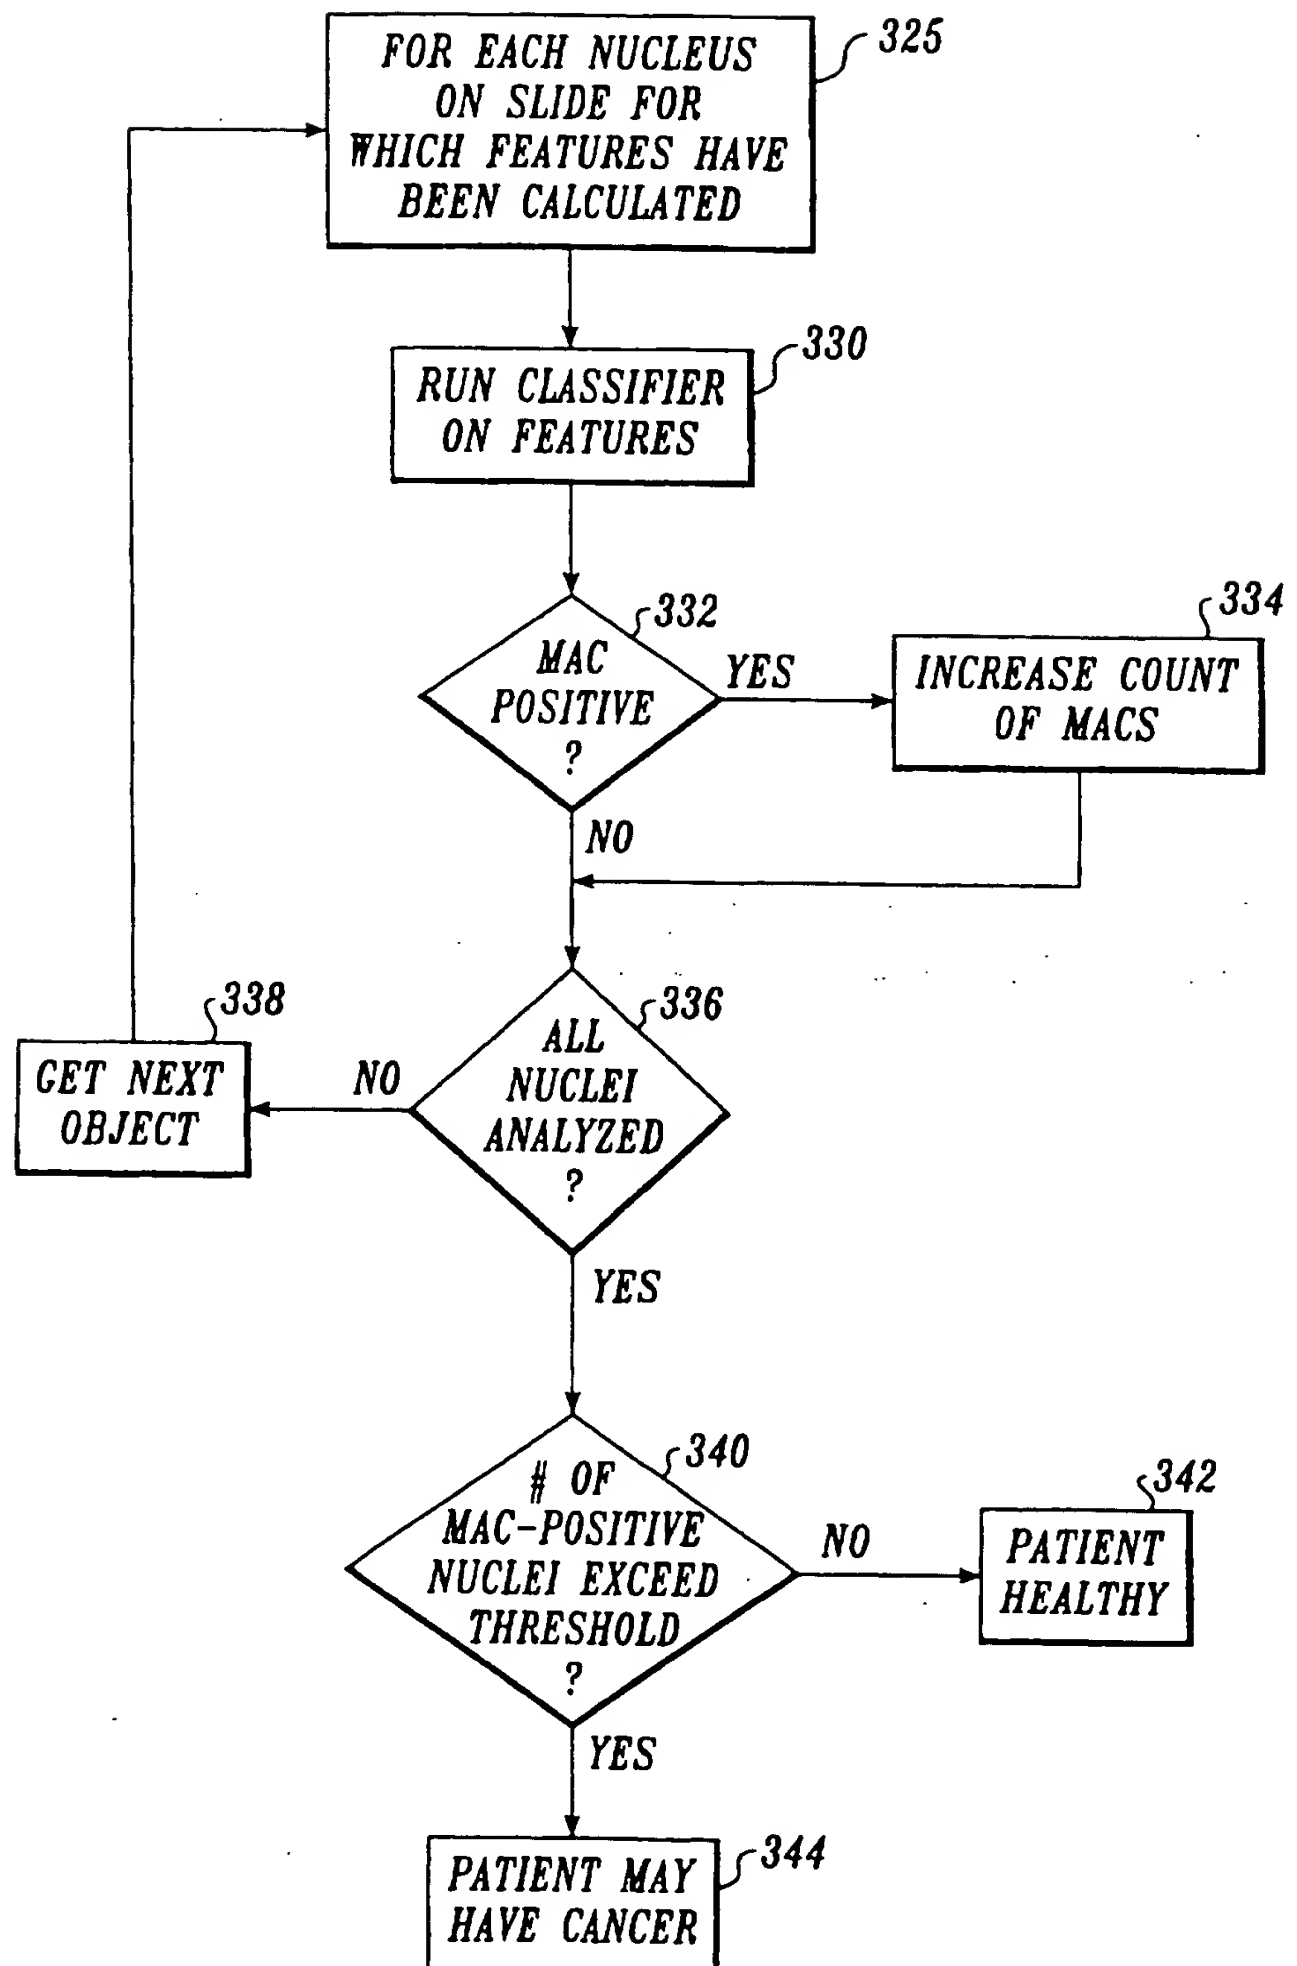 FOR EACH NUCLEUS
ON SLIDE FOR
WHICH FEATURES HAVE
BEEN CALCULATED
325
RUN CLASSIFIER
ON FEATURES
330
MAC
POSITIVE
?
332
YES
NO
INCREASE COUNT
OF MACS
334
ALL
NUCLEI
ANALYZED
?
336
NO
YES
GET NEXT
OBJECT
338
# OF
MAC-POSITIVE
NUCLEI EXCEED
THRESHOLD
?
340
NO
YES
PATIENT
HEALTHY
342
PATIENT MAY
HAVE CANCER
344